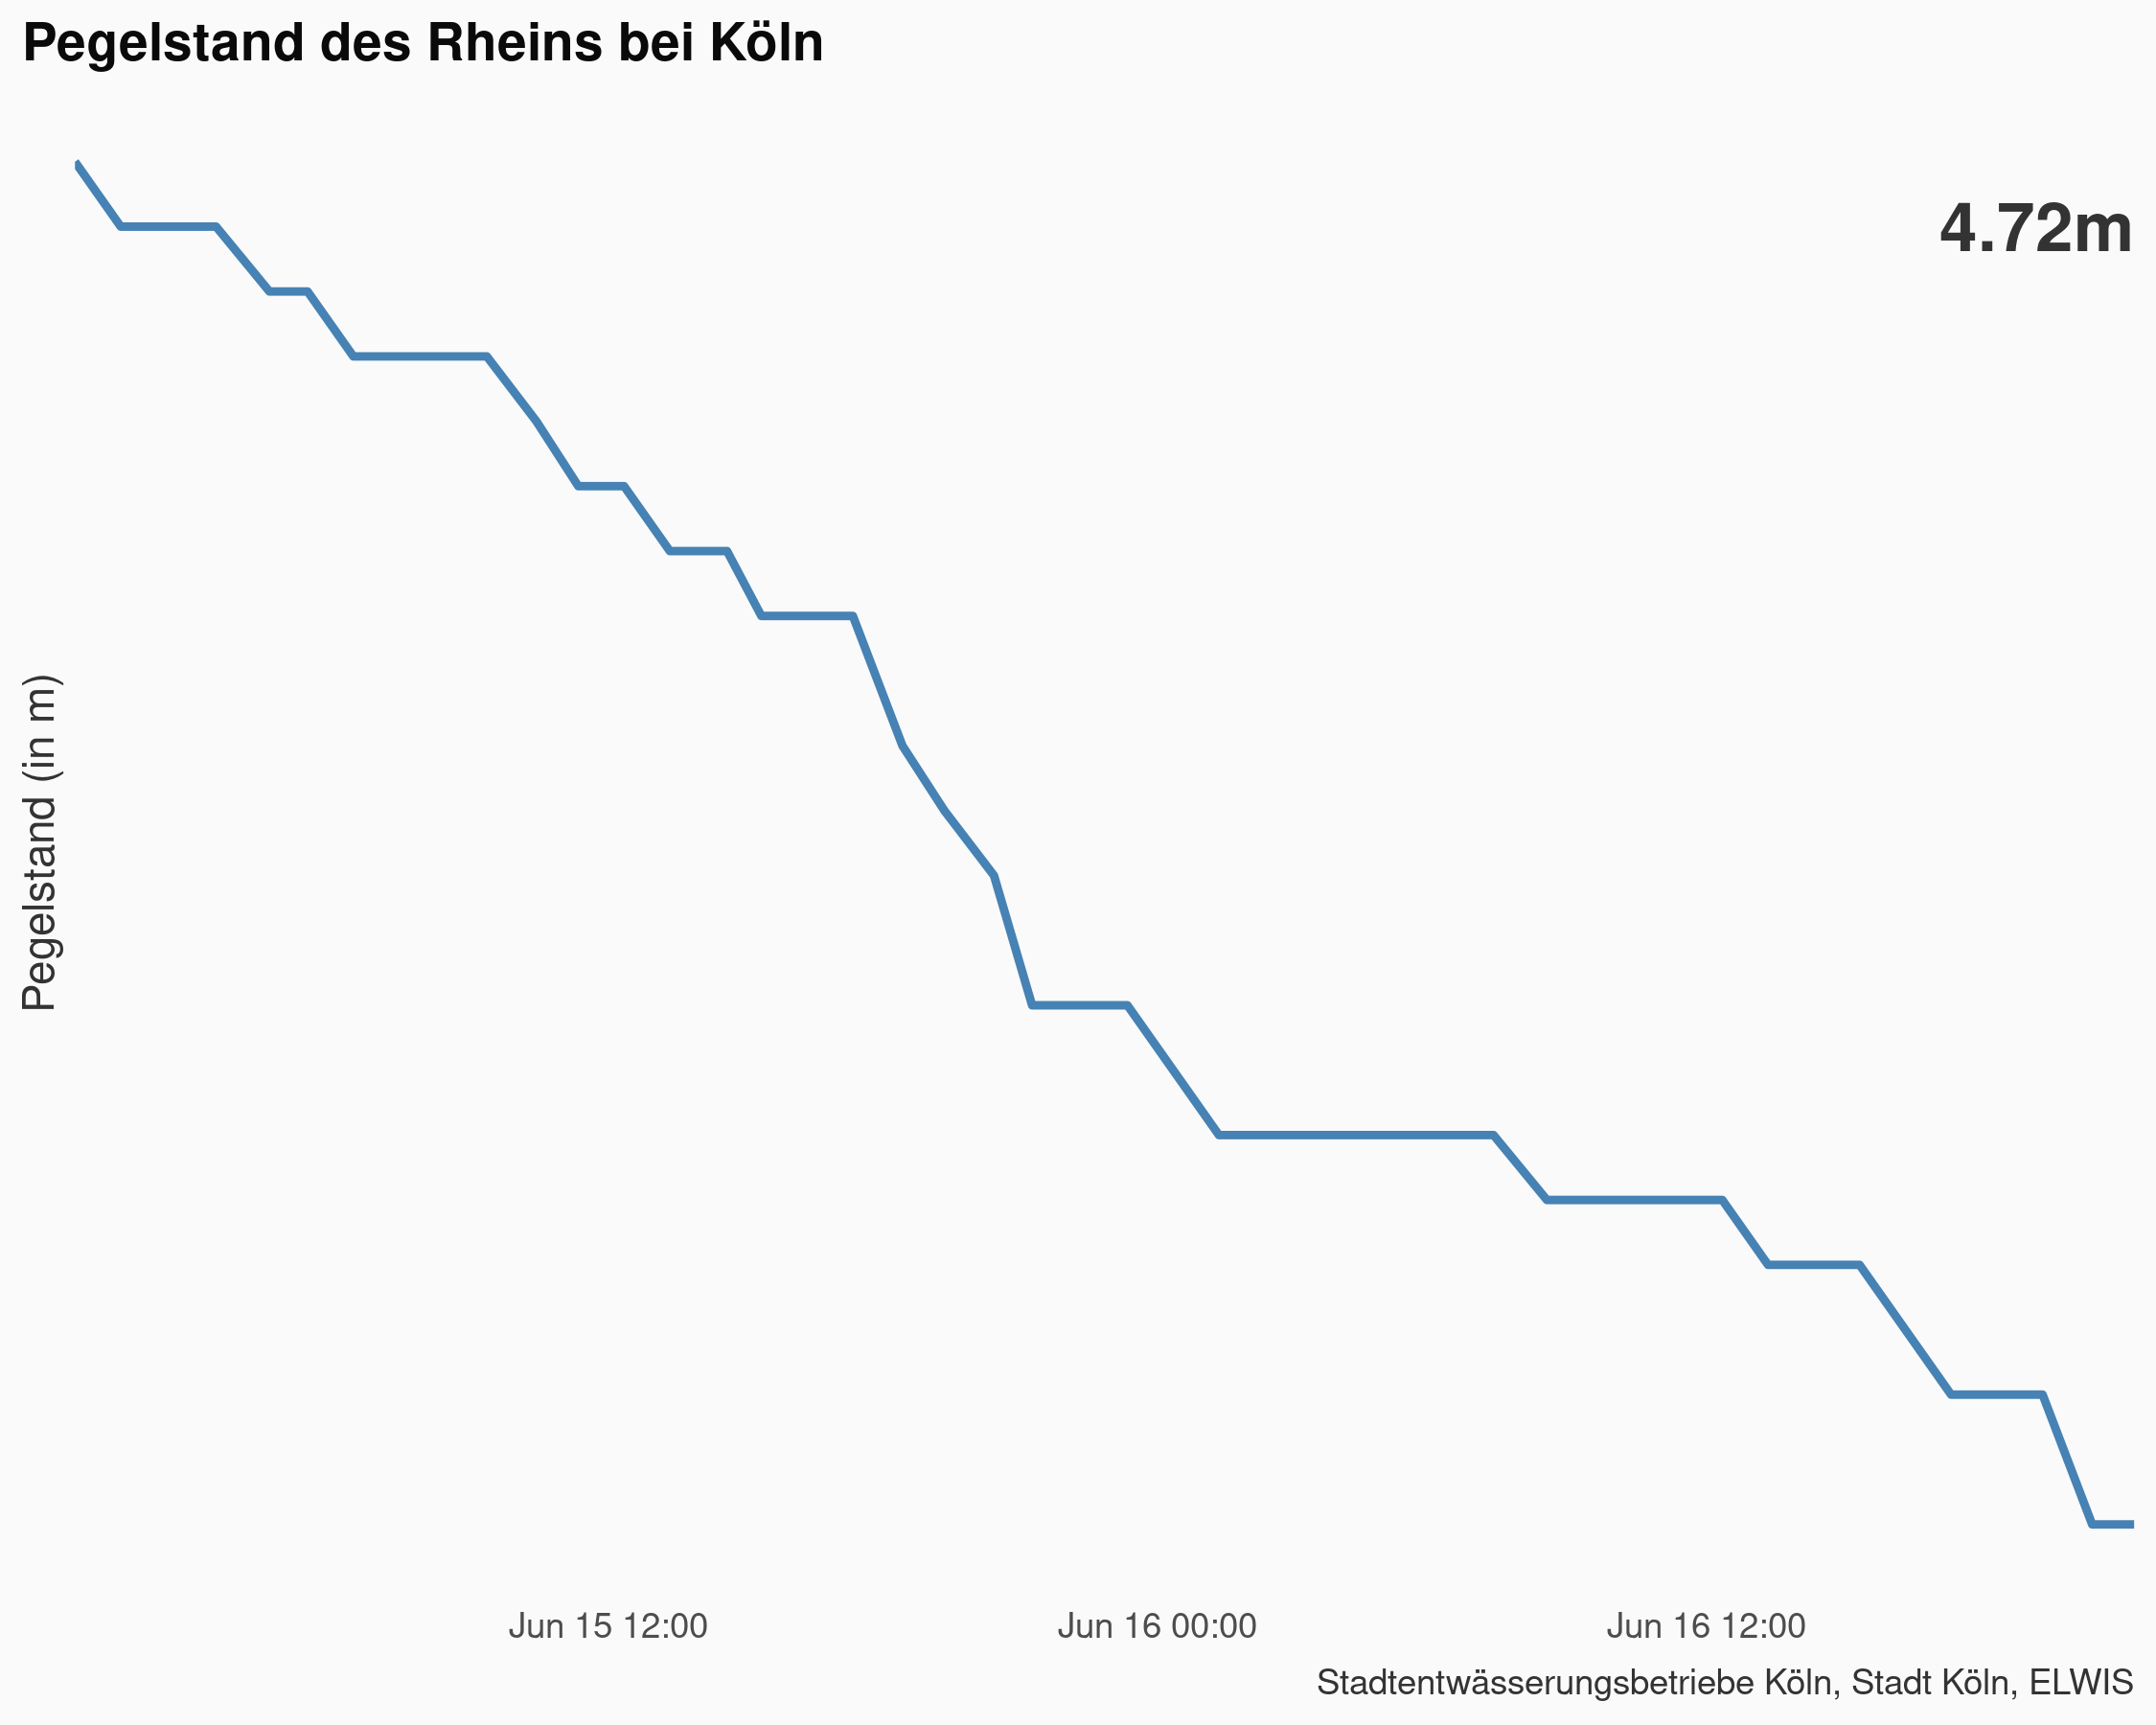 Pegelstand des Rheins bei Köln
4.72m
Pegelstand (in m)
Jun 15 12:00
Jun 16 00:00
Jun 16 12:00
Stadtentwässerungsbetriebe Köln, Stadt Köln, ELWIS